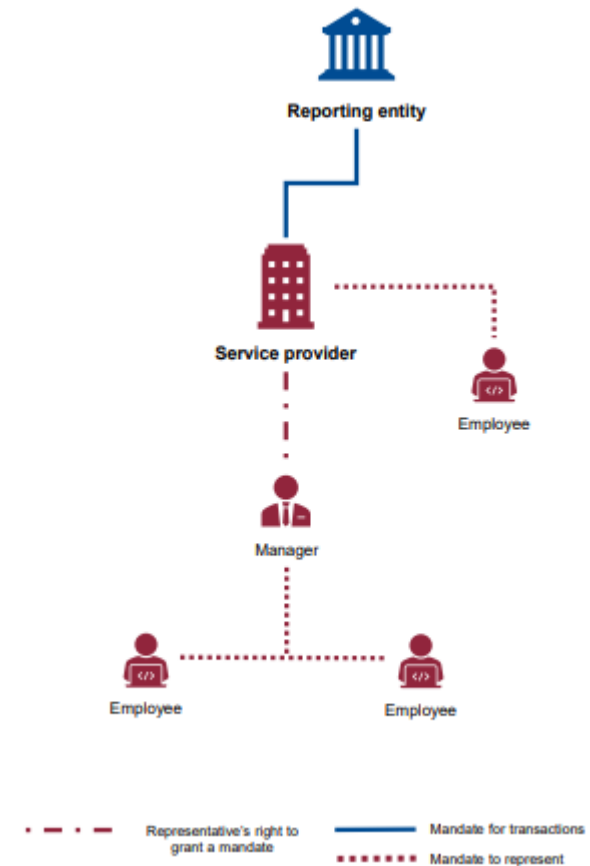 Reporting entity
Service provider
Employee
Manager
Employee
Employee
Representative's right to
grant a mandate
Mandate for transactions
Mandate to represent